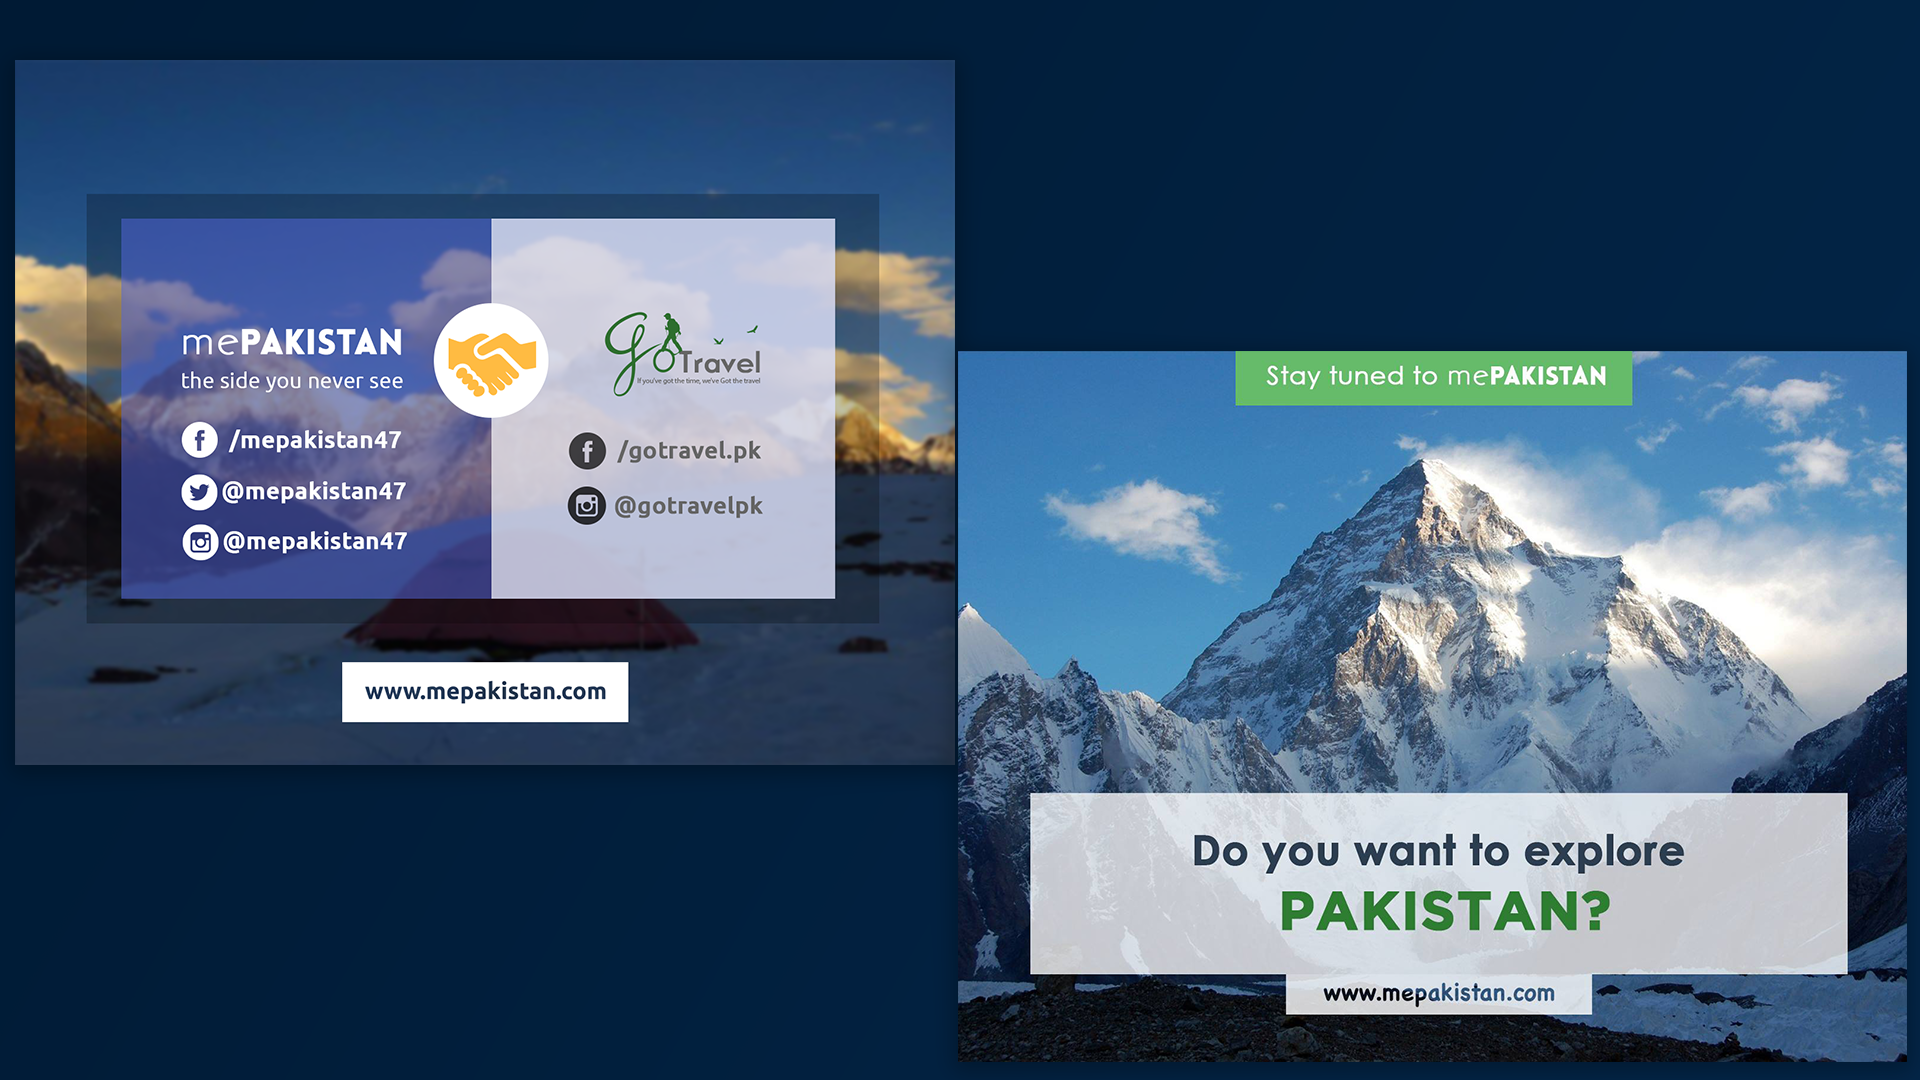 mePAKISTAN
the side you never see
/mepakistan47
@mepakistan47
@mepakistan47
go Travel
If you've got the time, we've Got the travel
/gotravel.pk
@gotravelpk
www.mepakistan.com
Stay tuned to mePAKISTAN
Do you want to explore
PAKISTAN?
www.mepakistan.com